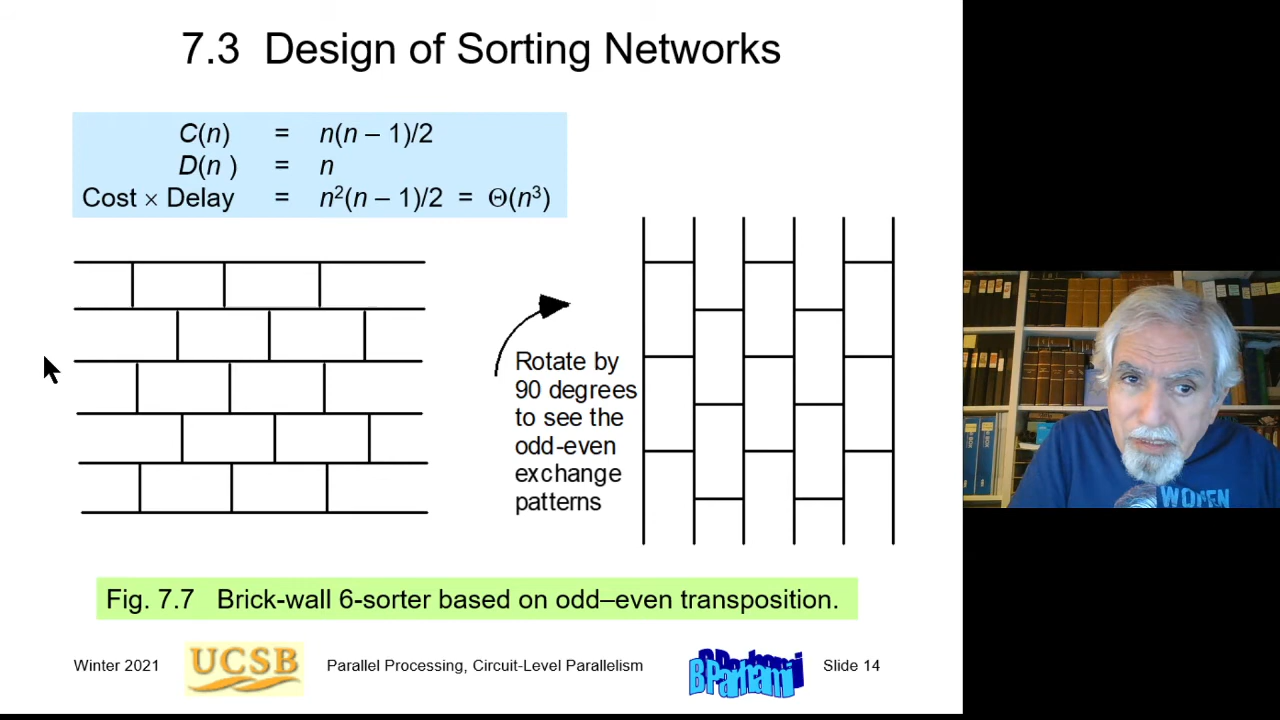 7.3 Design of Sorting Networks
C(n) = n(n – 1)/2
D(n ) = n
Cost × Delay = n²(n – 1)/2 = Θ(n³)
Rotate by
90 degrees
to see the
odd-even
exchange
patterns
Fig. 7.7 Brick-wall 6-sorter based on odd–even transposition.
Winter 2021
UCSB
Parallel Processing, Circuit-Level Parallelism
B Parhami
Slide 14
WOMEN